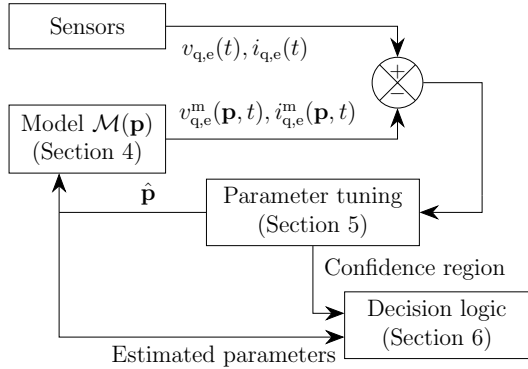 Sensors
v_{q,e}(t), i_{q,e}(t)
+
−
Model ℳ(𝐩)
(Section 4)
v^m_{q,e}(𝐩, t), i^m_{q,e}(𝐩, t)
𝐩̂
Parameter tuning
(Section 5)
Confidence region
Decision logic
(Section 6)
Estimated parameters